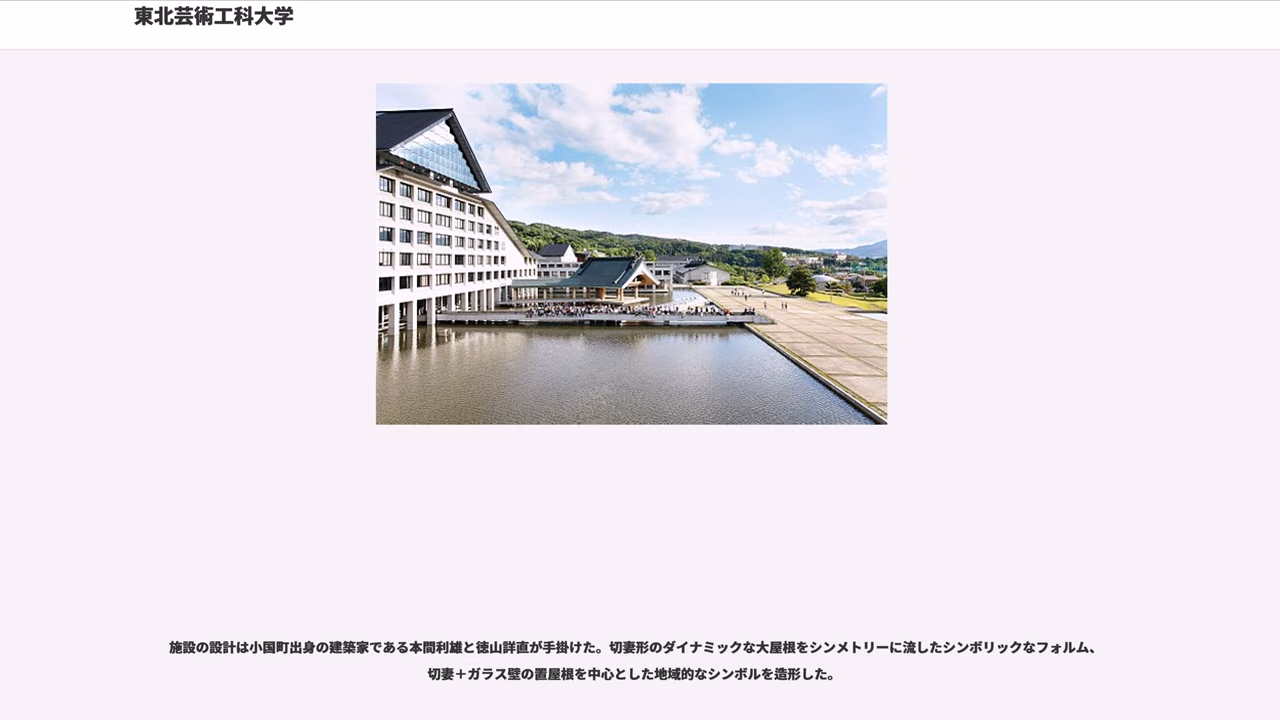 東北芸術工科大学
施設の設計は小国町出身の建築家である本間利雄と徳山詳直が手掛けた。切妻形のダイナミックな大屋根をシンメトリーに流したシンボリックなフォルム、
切妻＋ガラス壁の置屋根を中心とした地域的なシンボルを造形した。